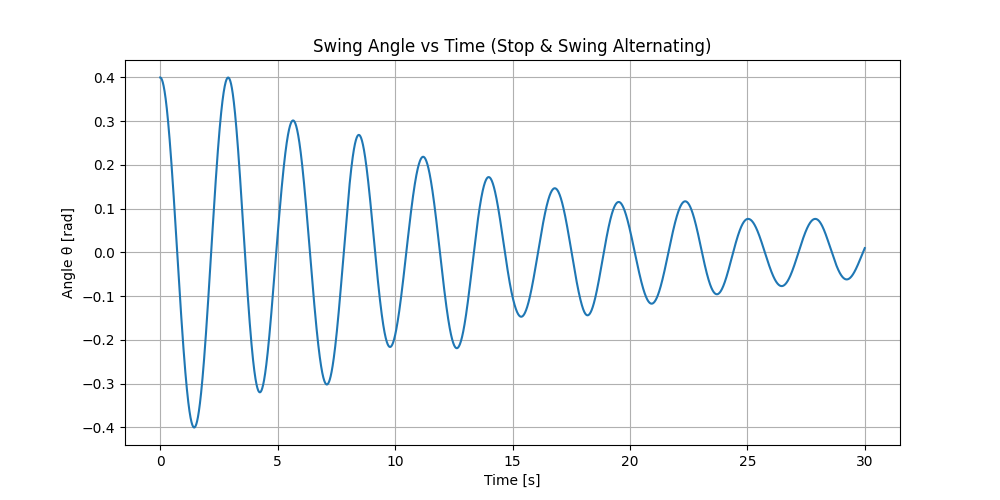 Swing Angle vs Time (Stop & Swing Alternating)
0.4
0.3
0.2
0.1
0.0
−0.1
−0.2
−0.3
−0.4
Angle θ [rad]
0 5 10 15 20 25 30
Time [s]